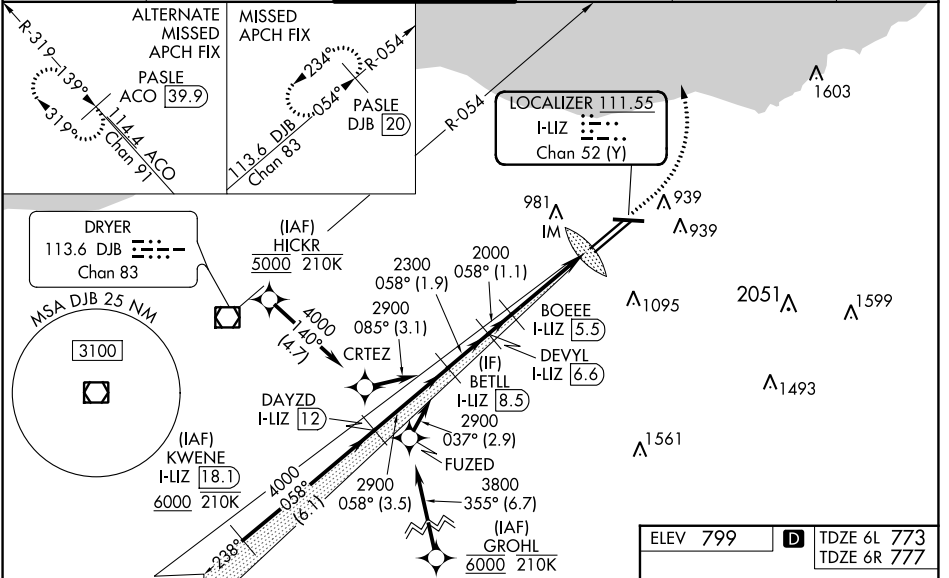 ALTERNATE
MISSED
APCH FIX
R-319
139°
319°
PASLE
ACO 39.9
114.4 ACO
Chan 91
MISSED
APCH FIX
234°
R-054
054°
PASLE
DJB 20
113.6 DJB
Chan 83
R-054
LOCALIZER 111.55
I-LIZ
Chan 52 (Y)
1603
981
IM
939
939
DRYER
113.6 DJB
Chan 83
(IAF)
HICKR
5000 210K
4000
140°
(4.7)
2900
085° (3.1)
CRTEZ
2300
058° (1.9)
2000
058° (1.1)
BOEEE
I-LIZ 5.5
DEVYL
I-LIZ 6.6
(IF)
BETLL
I-LIZ 8.5
1095
2051
1599
1493
1561
MSA DJB 25 NM
3100
DAYZD
I-LIZ 12
2900
037° (2.9)
FUZED
(IAF)
KWENE
I-LIZ 18.1
6000 210K
4000
058°
(6.1)
238°
2900
058° (3.5)
3800
355° (6.7)
(IAF)
GROHL
6000 210K
ELEV 799
D
TDZE 6L 773
TDZE 6R 777